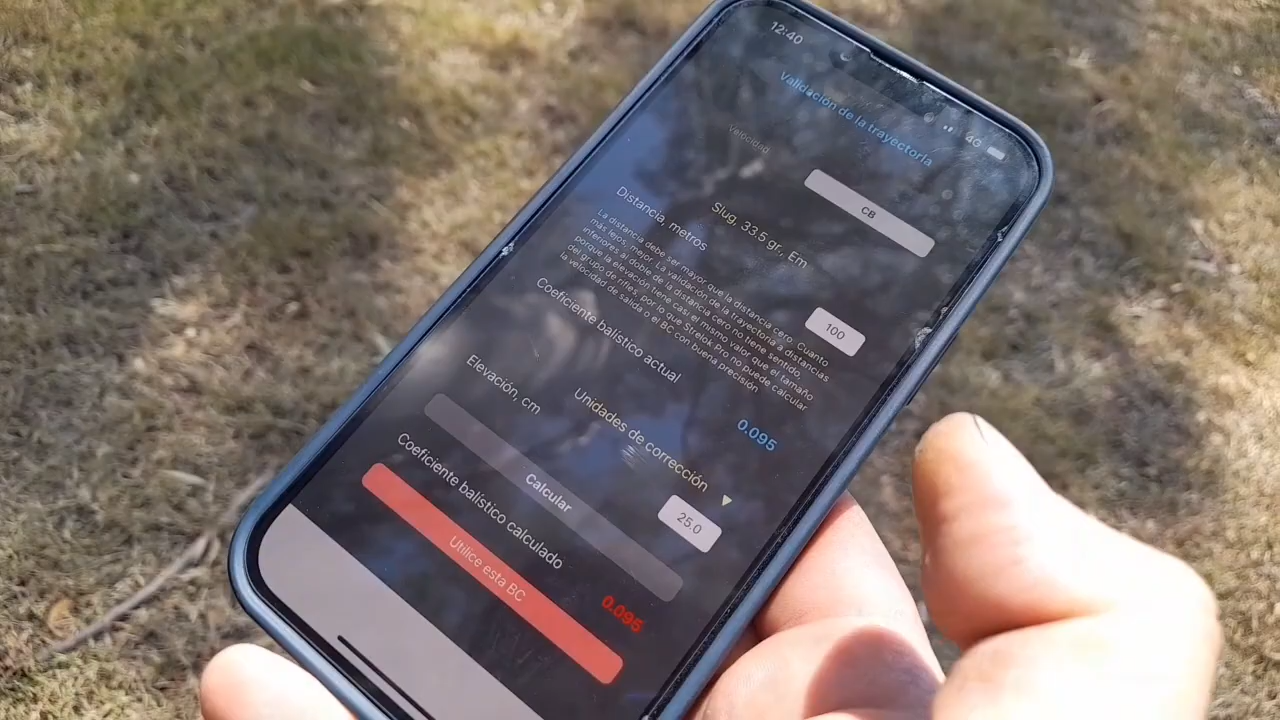 12:40
4G
Validación de la trayectoria
Velocidad
CB
Slug, 33.5 gr., Em
Distancia, metros
100
La distancia debe ser mayor que la distancia cero. Cuanto
más lejos, mejor. La validación de la trayectoria a distancias
inferiores al doble de la distancia cero no tiene sentido
porque la elevación tiene casi el mismo valor que el tamaño
del grupo de rifles, por lo que Strelok Pro no puede calcular
la velocidad de salida o el BC con buena precisión
Coeficiente balístico actual
0.095
Unidades de corrección
Elevación, cm
25.0
Calcular
Coeficiente balístico calculado
0.095
Utilice esta BC